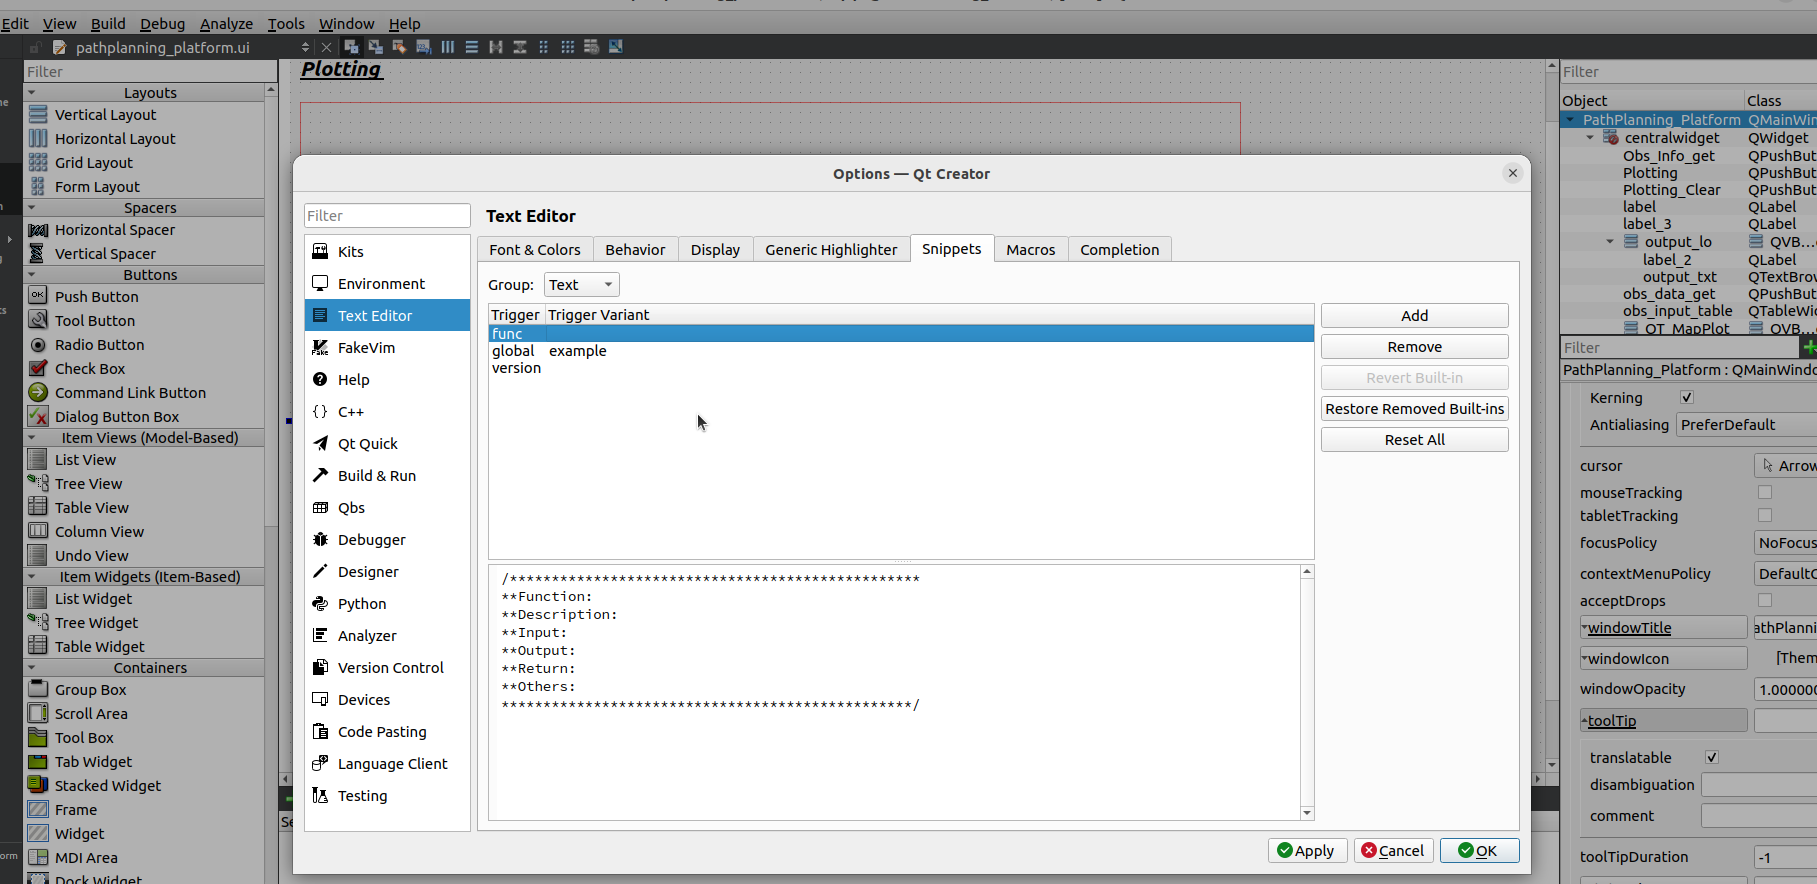 Edit View Build Debug Analyze Tools Window Help
pathplanning_platform.ui
Filter
Layouts
Vertical Layout
Horizontal Layout
Grid Layout
Form Layout
Spacers
Horizontal Spacer
Vertical Spacer
Buttons
Push Button
Tool Button
Radio Button
Check Box
Command Link Button
Dialog Button Box
Item Views (Model-Based)
List View
Tree View
Table View
Column View
Undo View
Item Widgets (Item-Based)
List Widget
Tree Widget
Table Widget
Containers
Group Box
Scroll Area
Tool Box
Tab Widget
Stacked Widget
Frame
Widget
MDI Area
Dock Widget
Plotting
Options — Qt Creator
Filter
Kits
Environment
Text Editor
FakeVim
Help
C++
Qt Quick
Build & Run
Qbs
Debugger
Designer
Python
Analyzer
Version Control
Devices
Code Pasting
Language Client
Testing
Text Editor
Font & Colors Behavior Display Generic Highlighter Snippets Macros Completion
Group: Text
Trigger Trigger Variant
func
global example
version
Add
Remove
Revert Built-in
Restore Removed Built-ins
Reset All
/*************************************************
**Function:
**Description:
**Input:
**Output:
**Return:
**Others:
*************************************************/
Apply Cancel OK
Filter
Object Class
PathPlanning_Platform QMainWin
centralwidget QWidget
Obs_Info_get QPushBut
Plotting QPushBut
Plotting_Clear QPushBut
label QLabel
label_3 QLabel
output_lo QVB...
label_2 QLabel
output_txt QTextBrov
obs_data_get QPushBut
obs_input_table QTableWid
QT_MapPlot QVB...
Filter
PathPlanning_Platform : QMainWindo
Kerning
Antialiasing PreferDefault
cursor Arrow
mouseTracking
tabletTracking
focusPolicy NoFocus
contextMenuPolicy DefaultC
acceptDrops
windowTitle athPlanni
windowIcon [Them
windowOpacity 1.000000
toolTip
translatable
disambiguation
comment
toolTipDuration -1